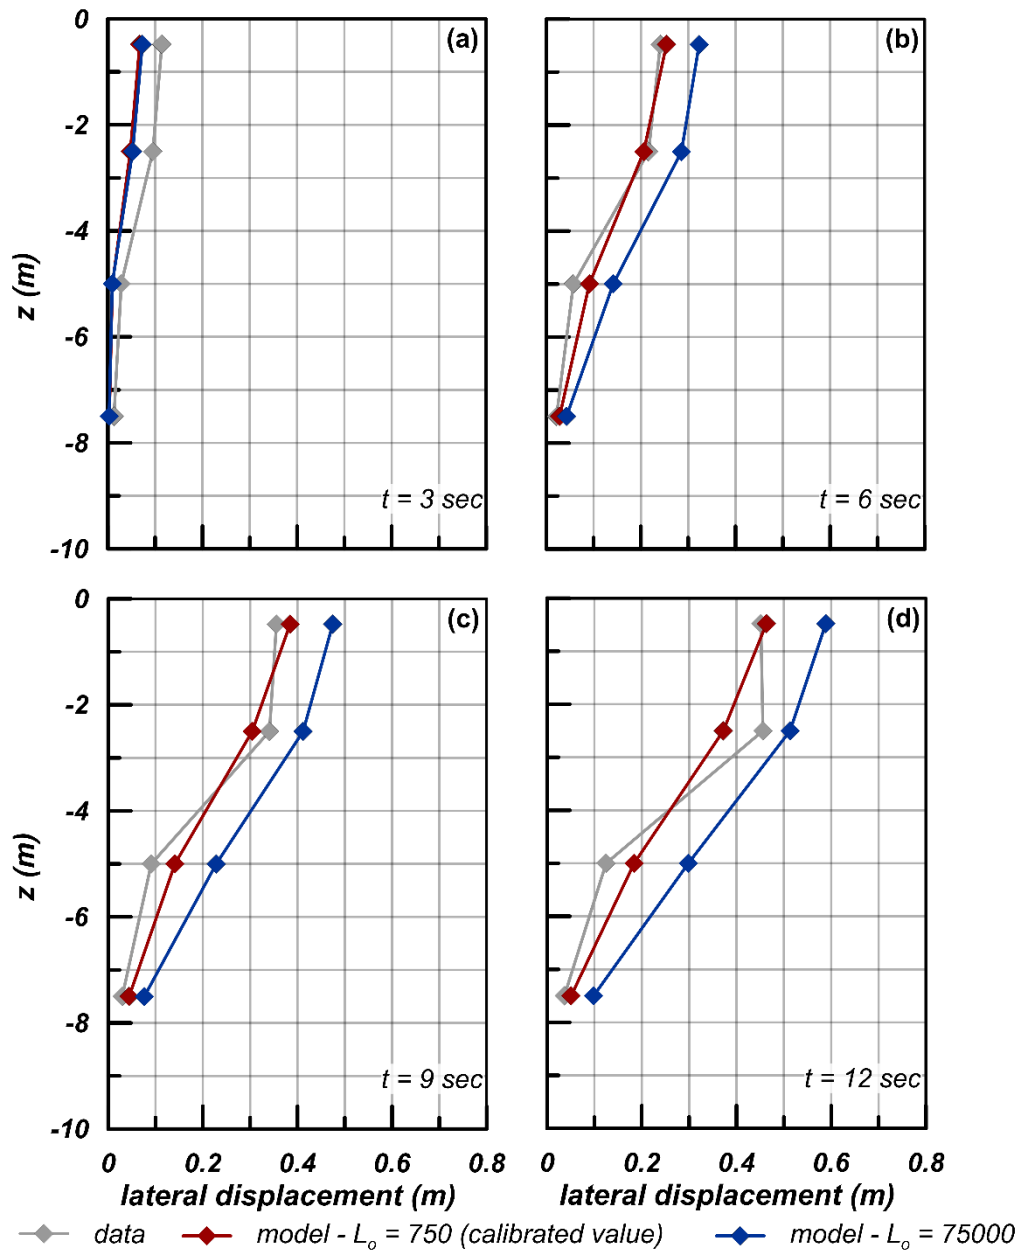 0
(a)
(b)
-2
-4
z (m)
-6
-8
t = 3 sec
t = 6 sec
-10
0
(c)
(d)
-2
-4
z (m)
-6
-8
t = 9 sec
t = 12 sec
-10
0 0.2 0.4 0.6 0.8
0 0.2 0.4 0.6 0.8
lateral displacement (m)
lateral displacement (m)
data
model - Lo = 750 (calibrated value)
model - Lo = 75000